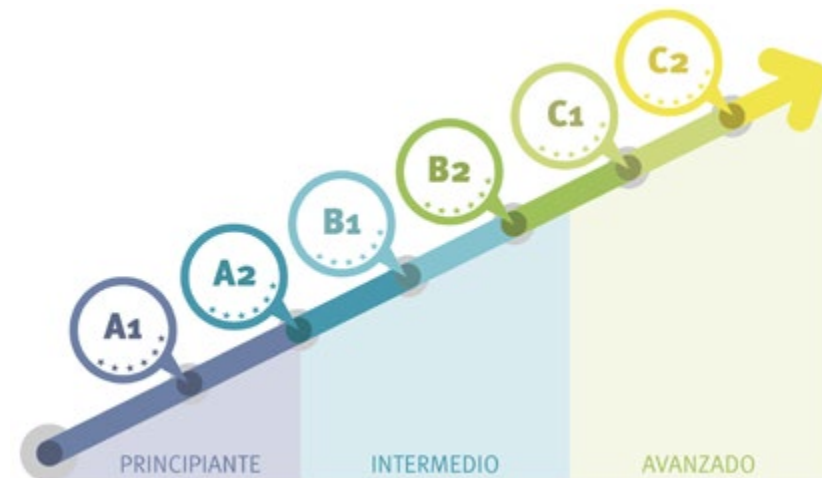 A1
A2
B1
B2
C1
C2
PRINCIPIANTE
INTERMEDIO
AVANZADO